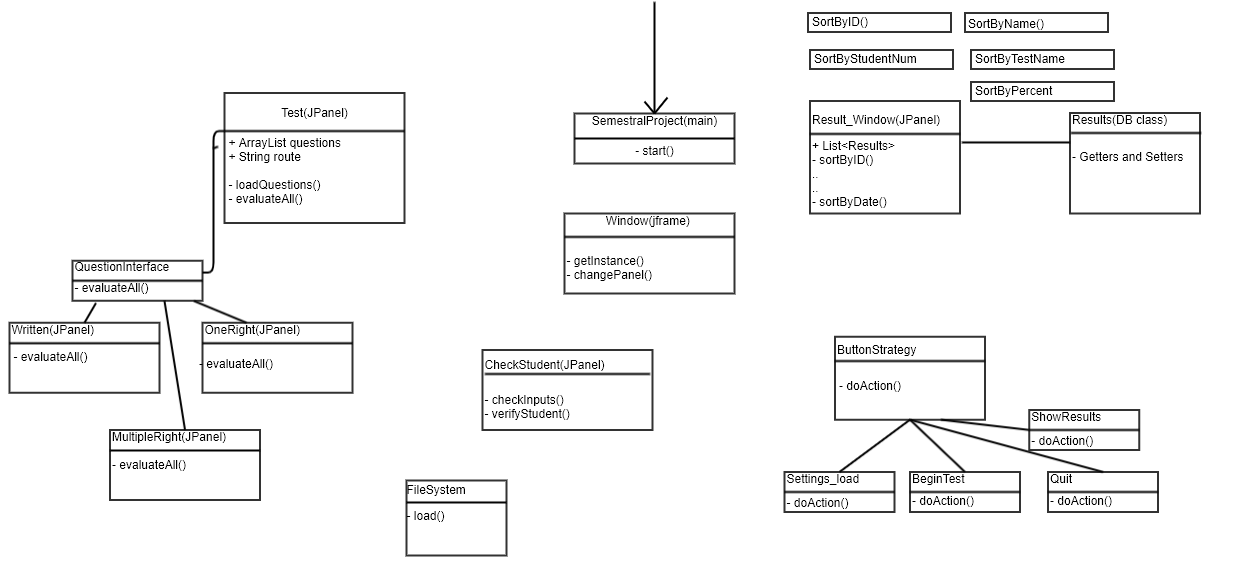 SortByID()
SortByName()
SortByStudentNum
SortByTestName
SortByPercent
Test(JPanel)
+ ArrayList questions
+ String route
- loadQuestions()
- evaluateAll()
SemestralProject(main)
- start()
Result_Window(JPanel)
+ List<Results>
- sortByID()
..
..
- sortByDate()
Results(DB class)
- Getters and Setters
Window(jframe)
- getInstance()
- changePanel()
QuestionInterface
- evaluateAll()
Written(JPanel)
- evaluateAll()
OneRight(JPanel)
- evaluateAll()
MultipleRight(JPanel)
- evaluateAll()
CheckStudent(JPanel)
- checkInputs()
- verifyStudent()
FileSystem
- load()
ButtonStrategy
- doAction()
ShowResults
- doAction()
Settings_load
- doAction()
BeginTest
- doAction()
Quit
- doAction()